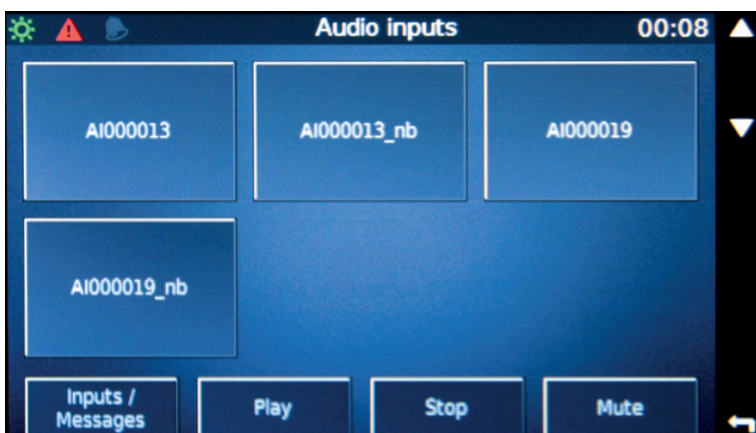 Audio inputs 00:08
AI000013 AI000013_nb AI000019
AI000019_nb
Inputs /
Messages Play Stop Mute